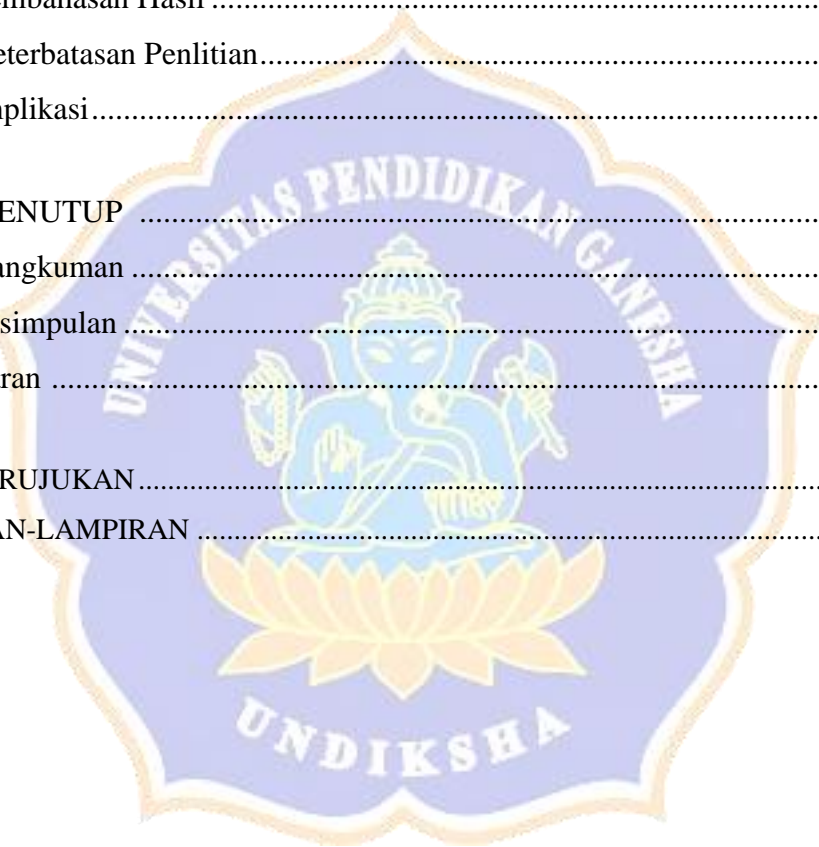 embahasan Hasil ....................................................................................
eterbatasan Penlitian.............................................................................
nplikasi..................................................................................................
ENUTUP ............................................................................................
angkuman .............................................................................................
simpulan ...............................................................................................
ran .........................................................................................................
RUJUKAN............................................................................................
AN-LAMPIRAN ...................................................................................
UNIVERSITAS PENDIDIKAN GANESHA
UNDIKSHA